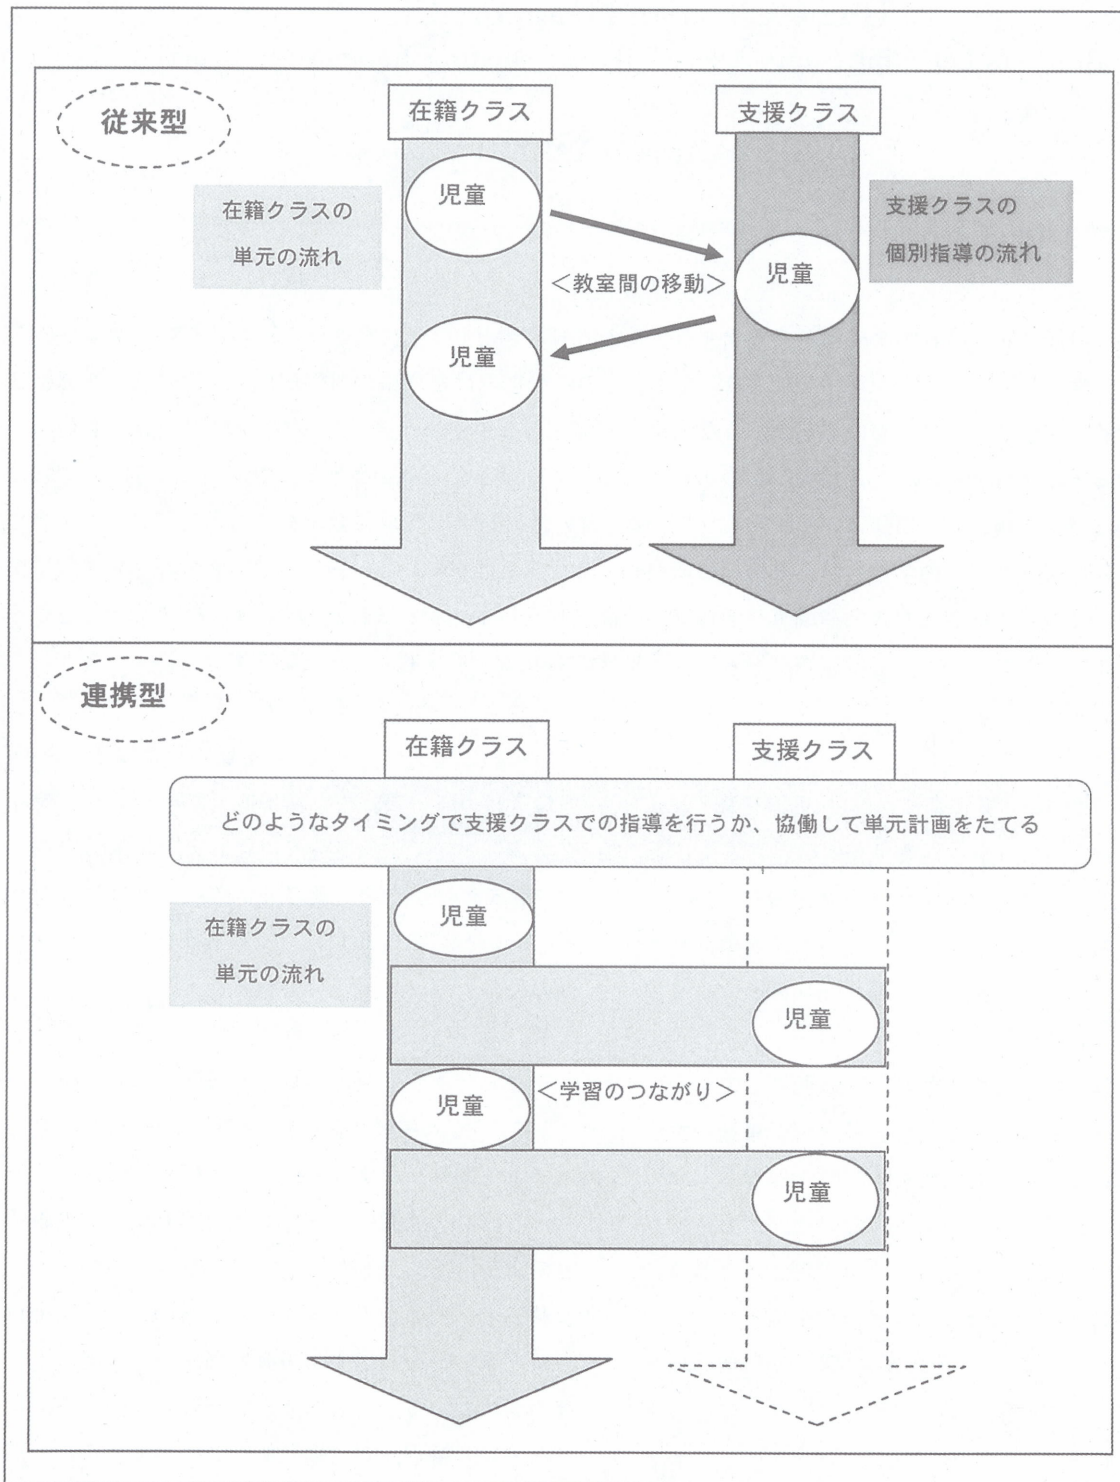 従来型
在籍クラス
支援クラス
児童
在籍クラスの
単元の流れ
支援クラスの
個別指導の流れ
児童
＜教室間の移動＞
児童
連携型
在籍クラス
支援クラス
どのようなタイミングで支援クラスでの指導を行うか、協働して単元計画をたてる
児童
在籍クラスの
単元の流れ
児童
＜学習のつながり＞
児童
児童